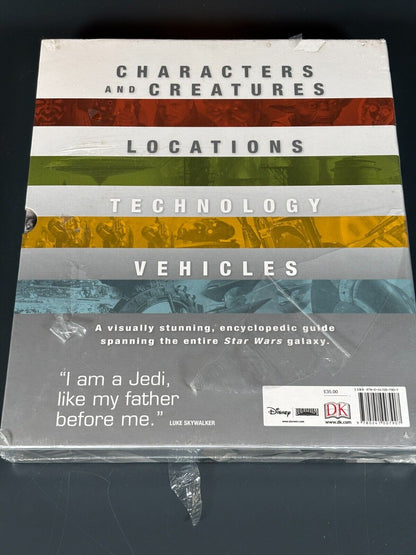 CHARACTERS
AND CREATURES
LOCATIONS
TECHNOLOGY
VEHICLES
A visually stunning, encyclopedic guide
spanning the entire Star Wars galaxy.
"I am a Jedi,
like my father
before me."
LUKE SKYWALKER
£35.00
Disney
DK
www.dk.com